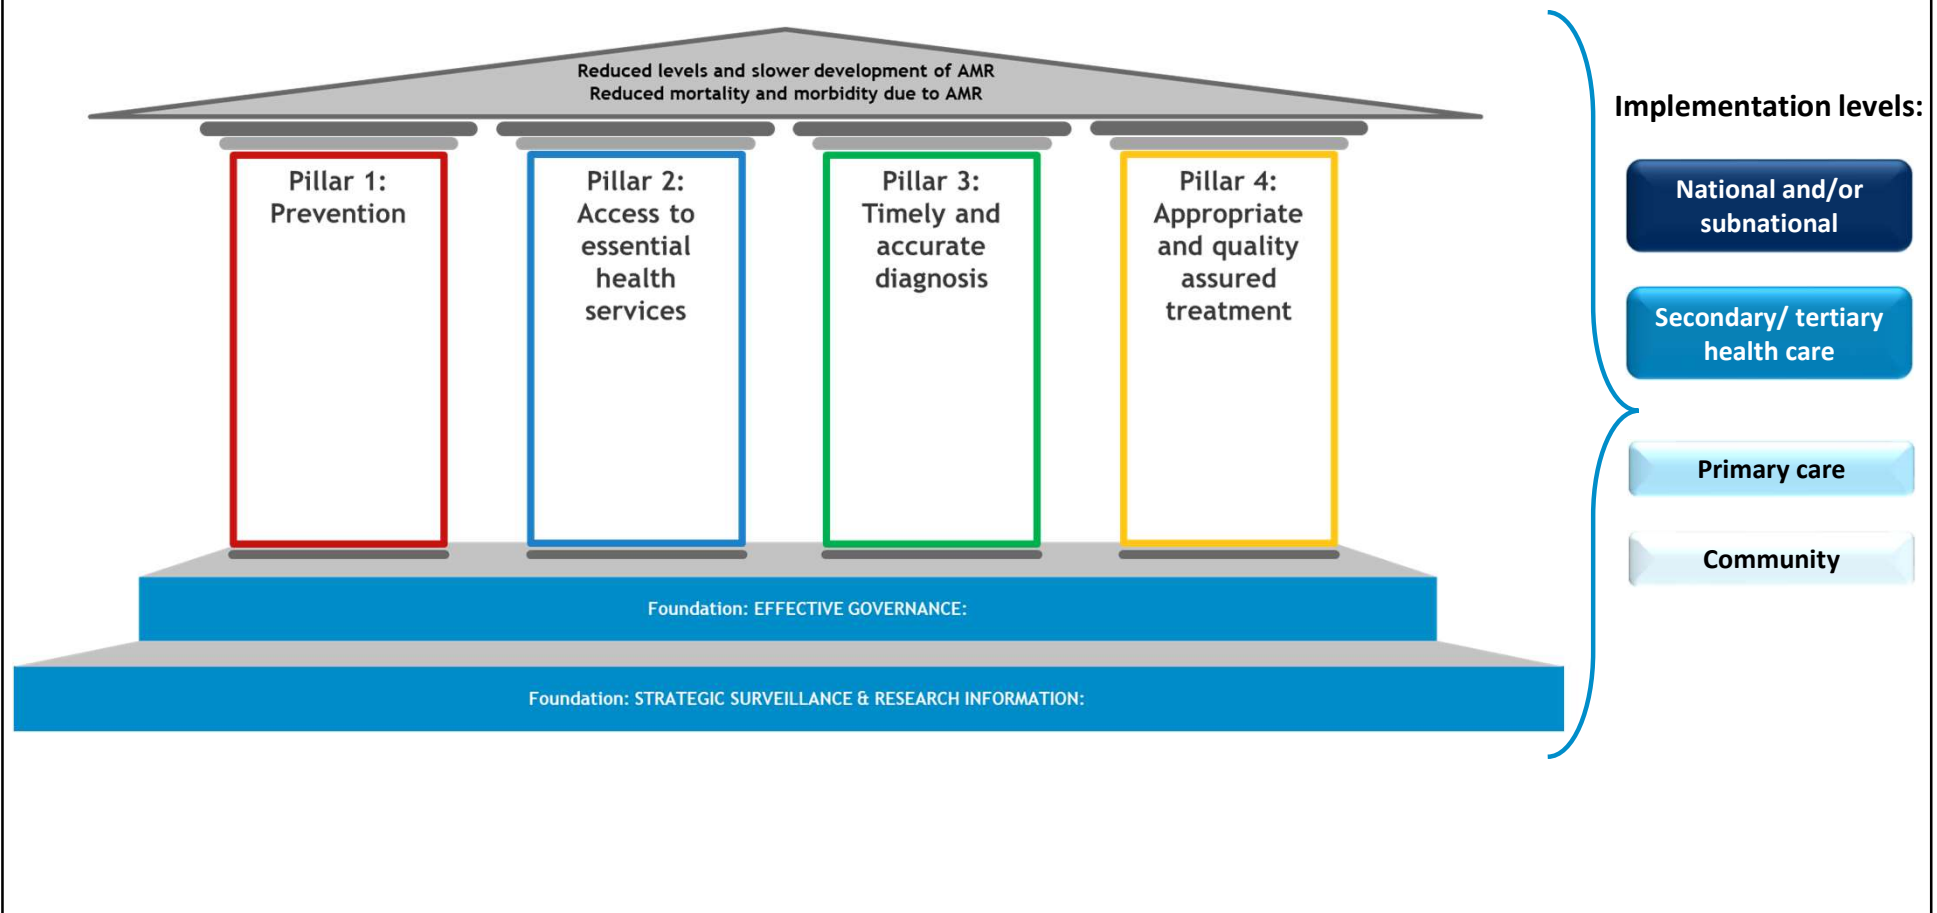 Reduced levels and slower development of AMR
Reduced mortality and morbidity due to AMR
Pillar 1:
Prevention
Pillar 2:
Access to
essential
health
services
Pillar 3:
Timely and
accurate
diagnosis
Pillar 4:
Appropriate
and quality
assured
treatment
Foundation: EFFECTIVE GOVERNANCE:
Foundation: STRATEGIC SURVEILLANCE & RESEARCH INFORMATION:
Implementation levels:
National and/or
subnational
Secondary/ tertiary
health care
Primary care
Community